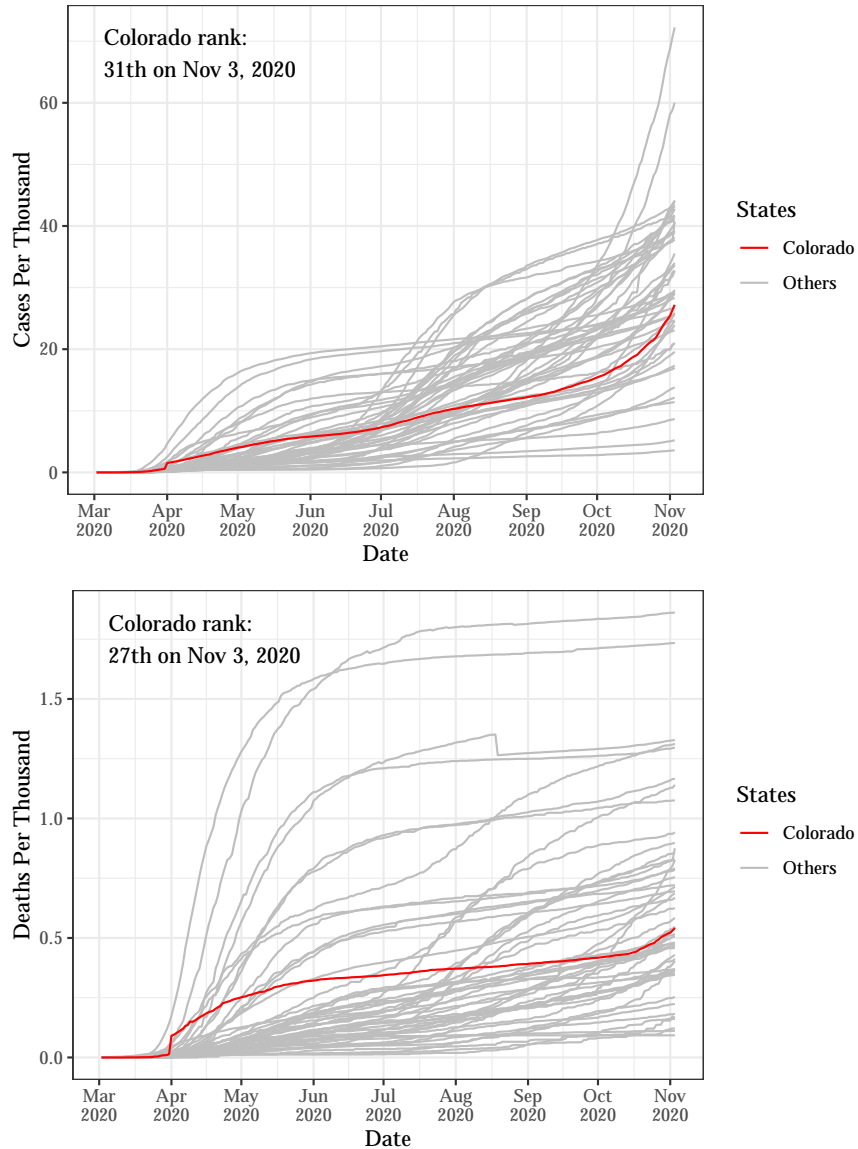 Colorado rank:
31th on Nov 3, 2020
60
40
20
0
Cases Per Thousand
Mar Apr May Jun Jul Aug Sep Oct Nov
2020 2020 2020 2020 2020 2020 2020 2020 2020
Date
States
Colorado
Others
Colorado rank:
27th on Nov 3, 2020
1.5
1.0
0.5
0.0
Deaths Per Thousand
Mar Apr May Jun Jul Aug Sep Oct Nov
2020 2020 2020 2020 2020 2020 2020 2020 2020
Date
States
Colorado
Others